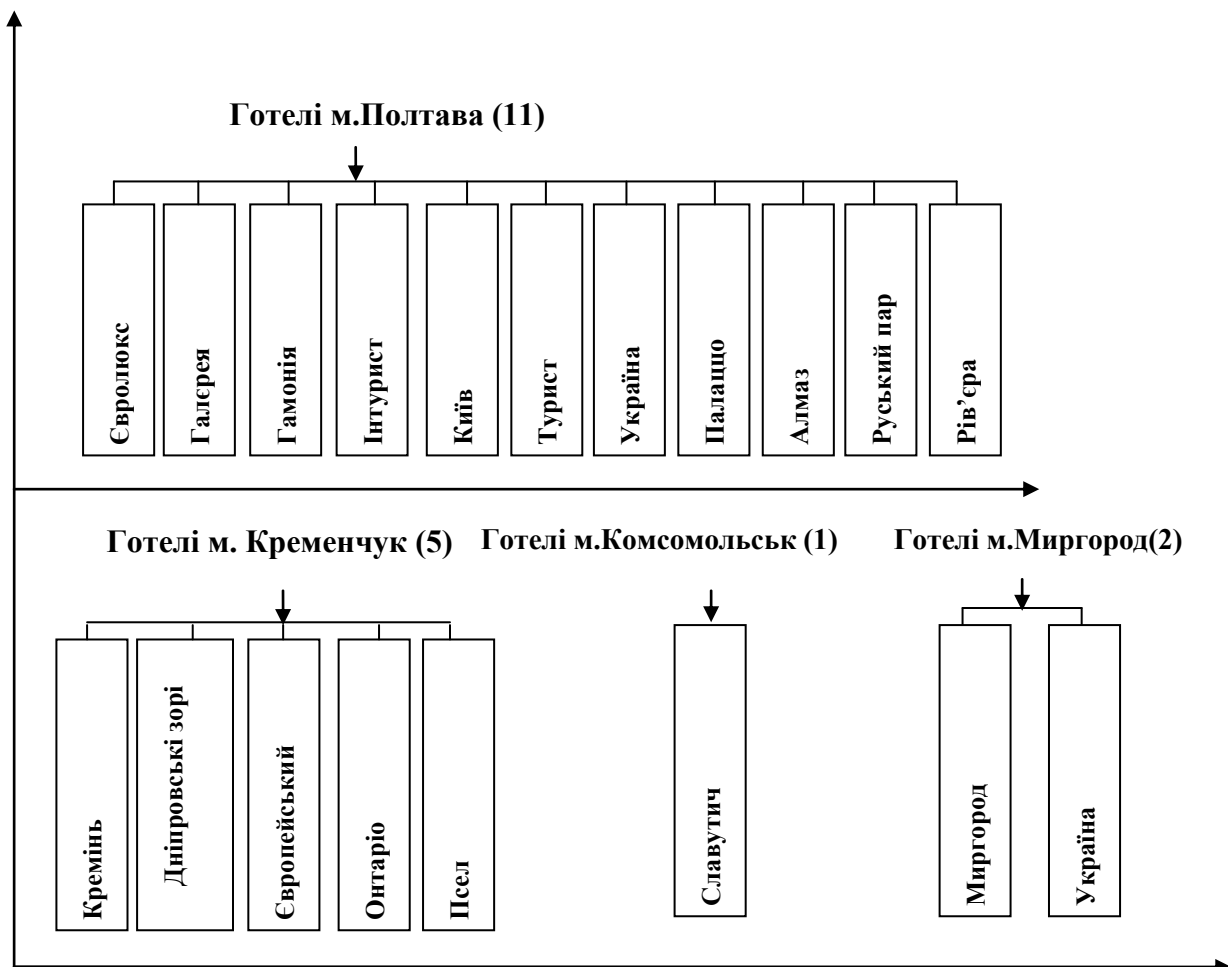 Готелі м.Полтава (11)
Євролюкс
Галєрея
Гамонія
Інтурист
Київ
Турист
Україна
Палаццо
Алмаз
Руський пар
Рів’єра
Готелі м. Кременчук (5)
Готелі м.Комсомольськ (1)
Готелі м.Миргород(2)
Кремінь
Дніпровські зорі
Європейський
Онтаріо
Псел
Славутич
Миргород
Україна